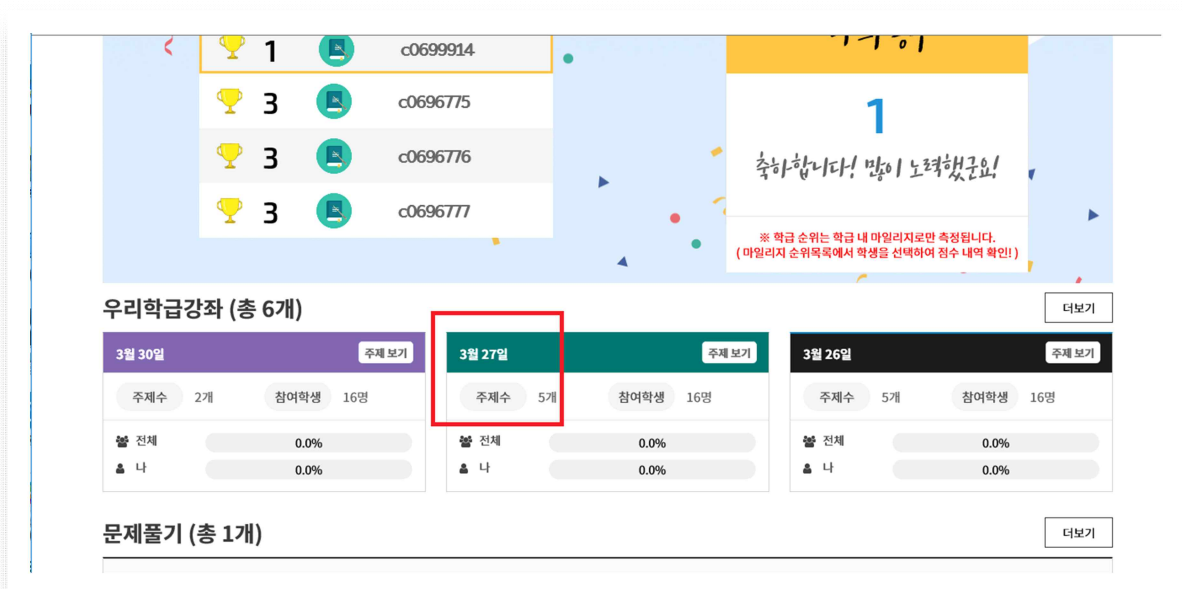 1 c0699914
3 c0696775
3 c0696776
3 c0696777
1
축하합니다! 많이 노력했군요!
※ 학급 순위는 학급 내 마일리지로만 측정됩니다.
( 마일리지 순위목록에서 학생을 선택하여 점수 내역 확인! )
우리학급강좌 (총 6개) 더보기
3월 30일 주제 보기
주제수 2개 참여학생 16명
전체 0.0%
나 0.0%
3월 27일 주제 보기
주제수 5개 참여학생 16명
전체 0.0%
나 0.0%
3월 26일 주제 보기
주제수 5개 참여학생 16명
전체 0.0%
나 0.0%
문제풀기 (총 1개) 더보기